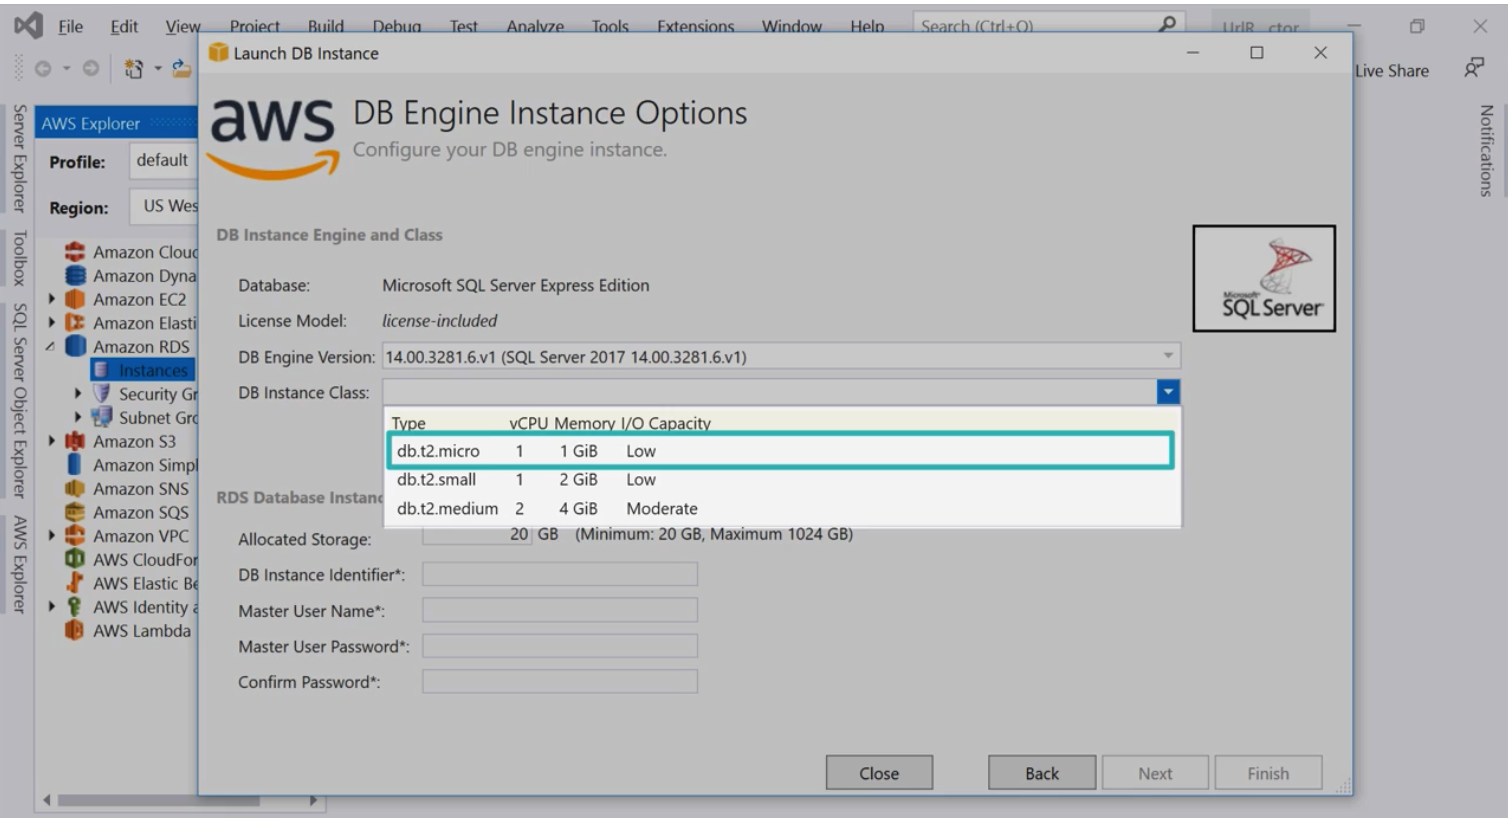 File Edit View Project Build Debug Test Analyze Tools Extensions Window Help Search (Ctrl+Q)
Launch DB Instance
Live Share
Server Explorer
Toolbox
SQL Server Object Explorer
AWS Explorer
Notifications
AWS Explorer
Profile: default
Region: US Wes
Amazon Cloud
Amazon Dyna
Amazon EC2
Amazon Elasti
Amazon RDS
Instances
Security Gr
Subnet Gro
Amazon S3
Amazon Simpl
Amazon SNS
Amazon SQS
Amazon VPC
AWS CloudFor
AWS Elastic Be
AWS Identity a
AWS Lambda
aws
DB Engine Instance Options
Configure your DB engine instance.
DB Instance Engine and Class
Microsoft
SQL Server
Database: Microsoft SQL Server Express Edition
License Model: license-included
DB Engine Version: 14.00.3281.6.v1 (SQL Server 2017 14.00.3281.6.v1)
DB Instance Class:
Type vCPU Memory I/O Capacity
db.t2.micro 1 1 GiB Low
db.t2.small 1 2 GiB Low
db.t2.medium 2 4 GiB Moderate
RDS Database Instanc
Allocated Storage: 20 GB (Minimum: 20 GB, Maximum 1024 GB)
DB Instance Identifier*:
Master User Name*:
Master User Password*:
Confirm Password*:
Close Back Next Finish